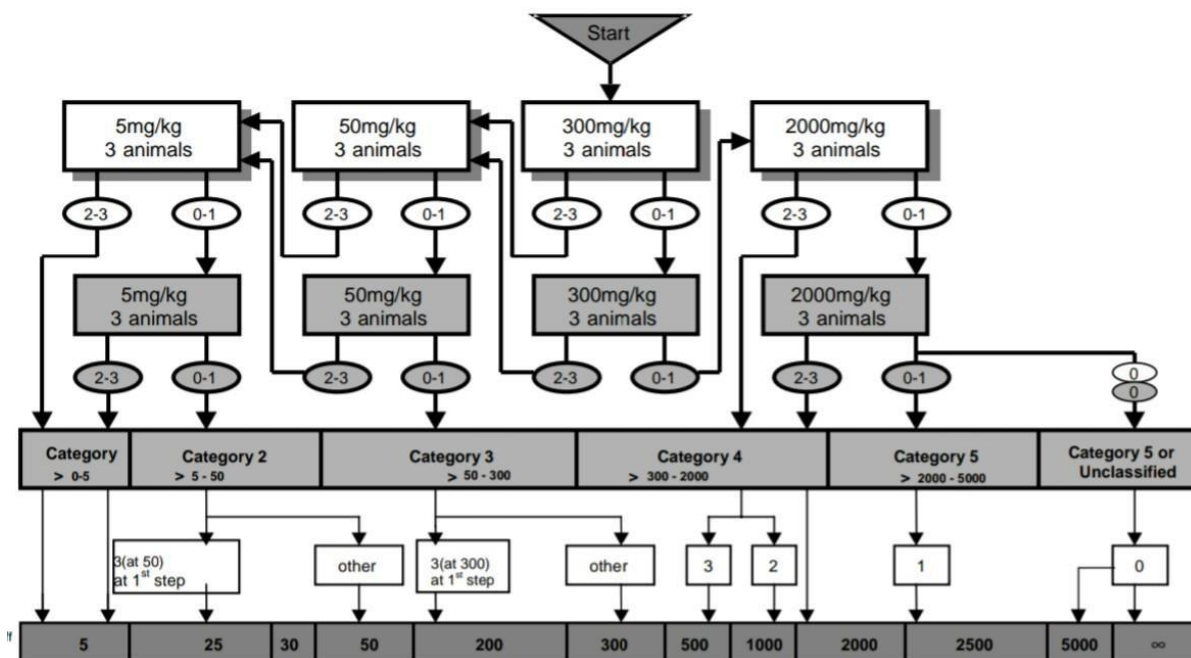 Start
5mg/kg
3 animals
50mg/kg
3 animals
300mg/kg
3 animals
2000mg/kg
3 animals
2-3
0-1
2-3
0-1
2-3
0-1
2-3
0-1
5mg/kg
3 animals
50mg/kg
3 animals
300mg/kg
3 animals
2000mg/kg
3 animals
2-3
0-1
2-3
0-1
2-3
0-1
2-3
0-1
0
0
Category
> 0-5
Category 2
> 5 - 50
Category 3
> 50 - 300
Category 4
> 300 - 2000
Category 5
> 2000 - 5000
Category 5 or
Unclassified
3(at 50)
at 1st step
other
3(at 300)
at 1st step
other
3
2
1
0
5
25
30
50
200
300
500
1000
2000
2500
5000
∞